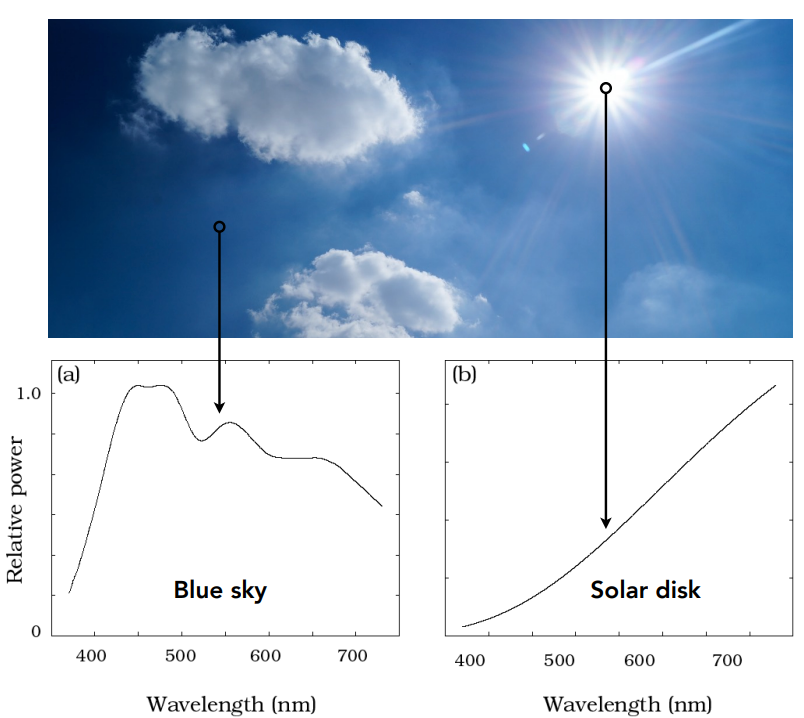 (a)
(b)
1.0
Relative power
Blue sky
Solar disk
0
400 500 600 700
400 500 600 700
Wavelength (nm)
Wavelength (nm)